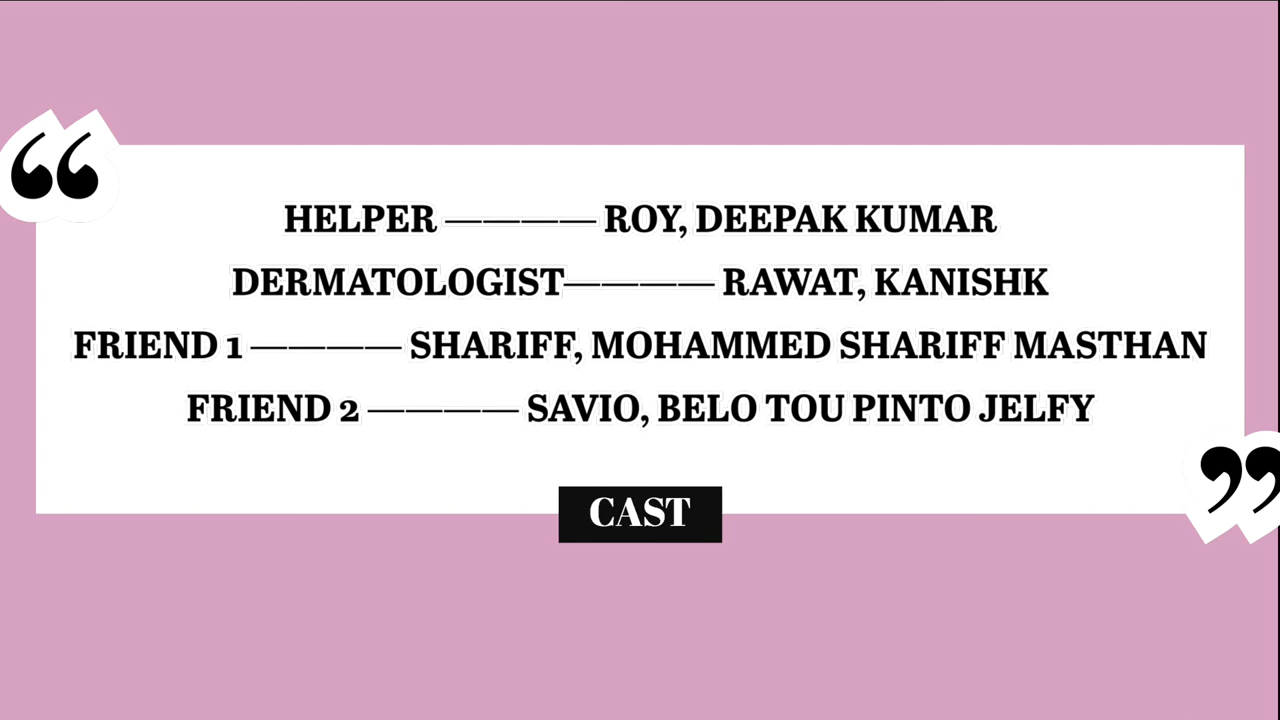 “
HELPER ———— ROY, DEEPAK KUMAR
DERMATOLOGIST———— RAWAT, KANISHK
FRIEND 1 ———— SHARIFF, MOHAMMED SHARIFF MASTHAN
FRIEND 2 ———— SAVIO, BELO TOU PINTO JELFY
”
CAST